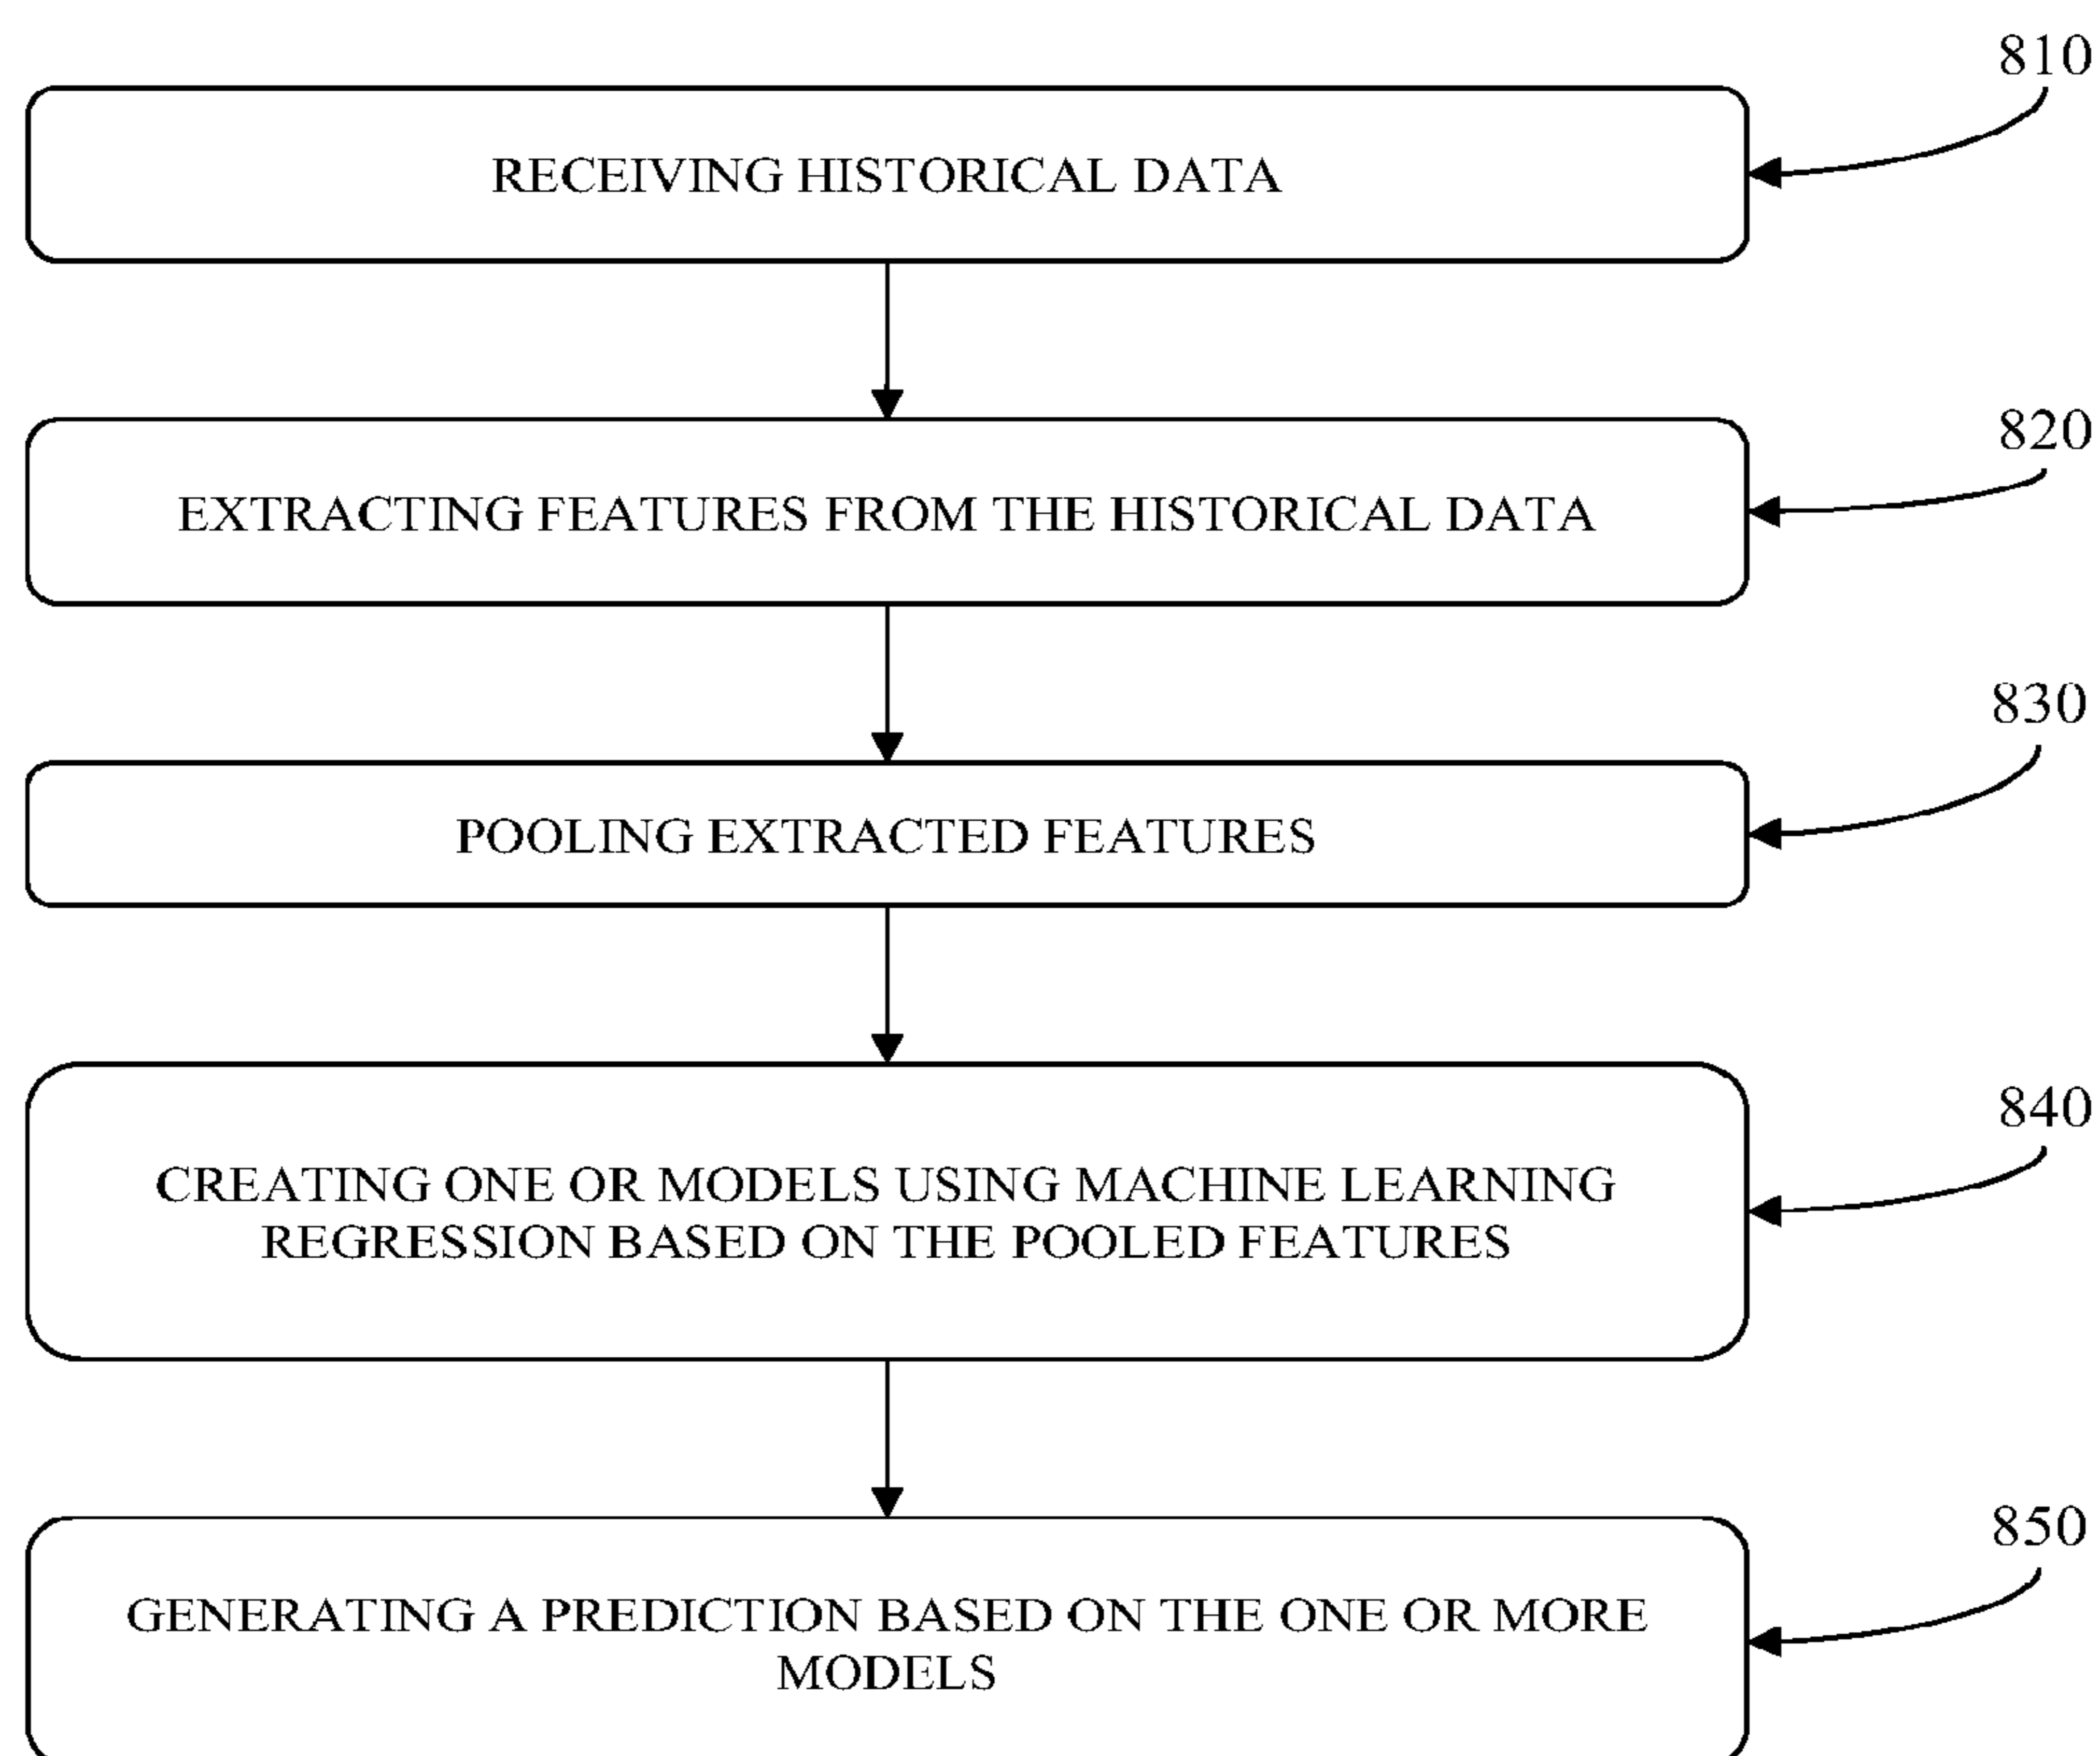 810
RECEIVING HISTORICAL DATA
820
EXTRACTING FEATURES FROM THE HISTORICAL DATA
830
POOLING EXTRACTED FEATURES
840
CREATING ONE OR MODELS USING MACHINE LEARNING
REGRESSION BASED ON THE POOLED FEATURES
850
GENERATING A PREDICTION BASED ON THE ONE OR MORE
MODELS